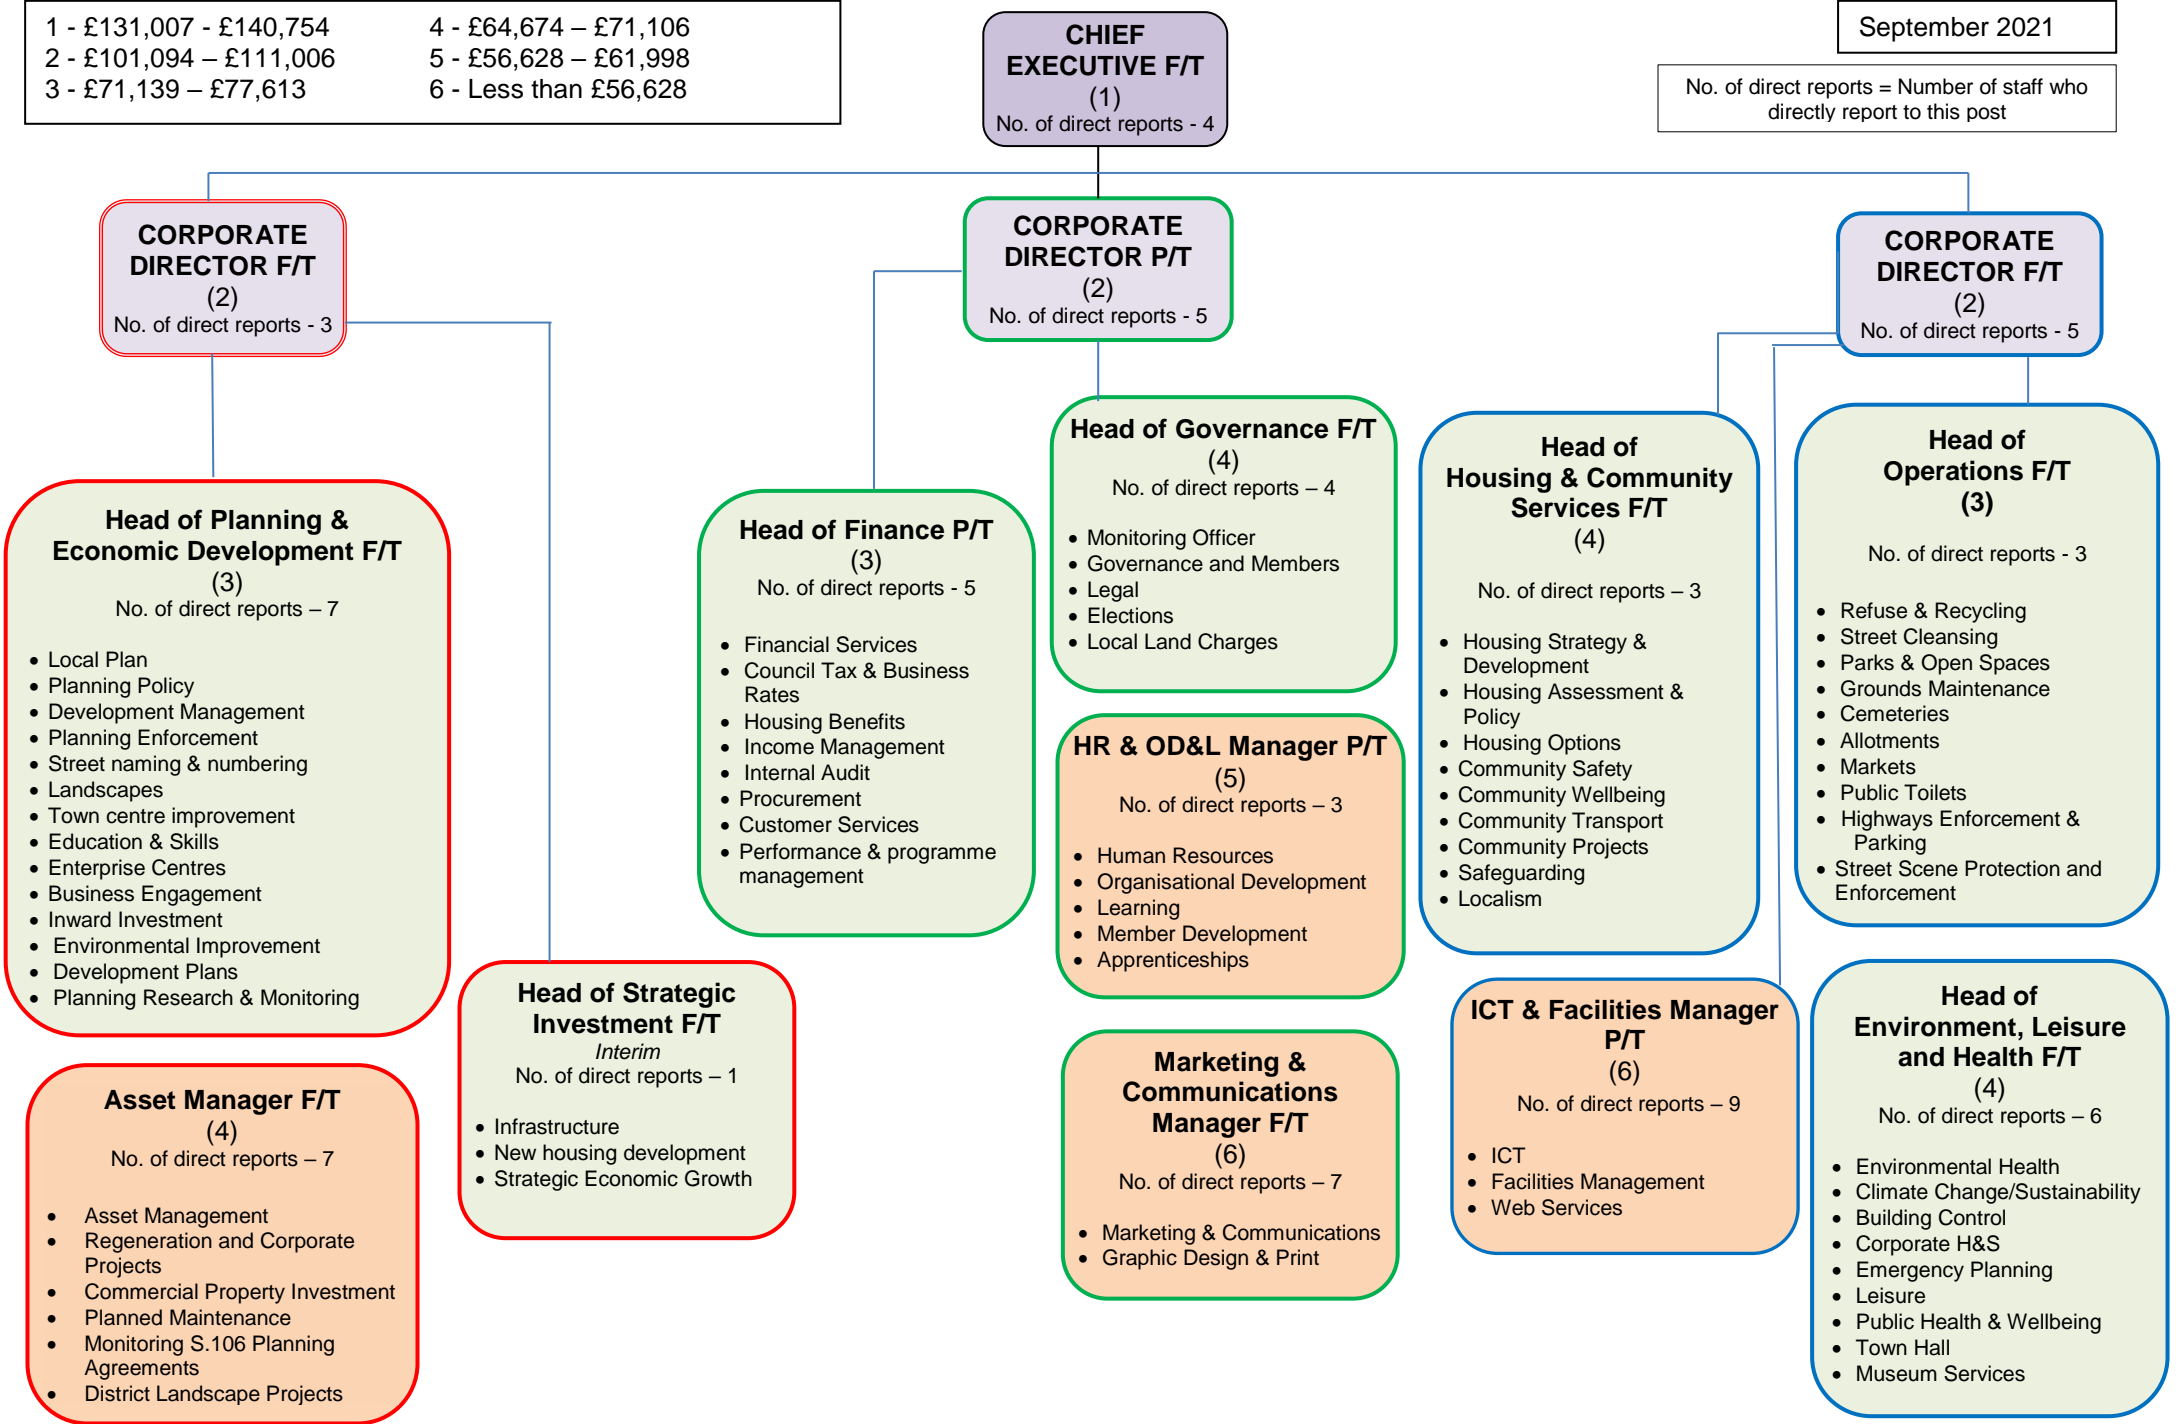 1 - £131,007 - £140,754
2 - £101,094 – £111,006
3 - £71,139 – £77,613
4 - £64,674 – £71,106
5 - £56,628 – £61,998
6 - Less than £56,628
CHIEF
EXECUTIVE F/T
(1)
No. of direct reports - 4
September 2021
No. of direct reports = Number of staff who
directly report to this post
CORPORATE
DIRECTOR F/T
(2)
No. of direct reports - 3
CORPORATE
DIRECTOR P/T
(2)
No. of direct reports - 5
CORPORATE
DIRECTOR F/T
(2)
No. of direct reports - 5
Head of Planning &
Economic Development F/T
(3)
No. of direct reports – 7
• Local Plan
• Planning Policy
• Development Management
• Planning Enforcement
• Street naming & numbering
• Landscapes
• Town centre improvement
• Education & Skills
• Enterprise Centres
• Business Engagement
• Inward Investment
• Environmental Improvement
• Development Plans
• Planning Research & Monitoring
Asset Manager F/T
(4)
No. of direct reports – 7
• Asset Management
• Regeneration and Corporate
Projects
• Commercial Property Investment
• Planned Maintenance
• Monitoring S.106 Planning
Agreements
• District Landscape Projects
Head of Strategic
Investment F/T
Interim
No. of direct reports – 1
• Infrastructure
• New housing development
• Strategic Economic Growth
Head of Finance P/T
(3)
No. of direct reports - 5
• Financial Services
• Council Tax & Business
Rates
• Housing Benefits
• Income Management
• Internal Audit
• Procurement
• Customer Services
• Performance & programme
management
Head of Governance F/T
(4)
No. of direct reports – 4
• Monitoring Officer
• Governance and Members
• Legal
• Elections
• Local Land Charges
HR & OD&L Manager P/T
(5)
No. of direct reports – 3
• Human Resources
• Organisational Development
• Learning
• Member Development
• Apprenticeships
Marketing &
Communications
Manager F/T
(6)
No. of direct reports – 7
• Marketing & Communications
• Graphic Design & Print
Head of
Housing & Community
Services F/T
(4)
No. of direct reports – 3
• Housing Strategy &
Development
• Housing Assessment &
Policy
• Housing Options
• Community Safety
• Community Wellbeing
• Community Transport
• Community Projects
• Safeguarding
• Localism
ICT & Facilities Manager
P/T
(6)
No. of direct reports – 9
• ICT
• Facilities Management
• Web Services
Head of
Operations F/T
(3)
No. of direct reports - 3
• Refuse & Recycling
• Street Cleansing
• Parks & Open Spaces
• Grounds Maintenance
• Cemeteries
• Allotments
• Markets
• Public Toilets
• Highways Enforcement &
Parking
• Street Scene Protection and
Enforcement
Head of
Environment, Leisure
and Health F/T
(4)
No. of direct reports – 6
• Environmental Health
• Climate Change/Sustainability
• Building Control
• Corporate H&S
• Emergency Planning
• Leisure
• Public Health & Wellbeing
• Town Hall
• Museum Services